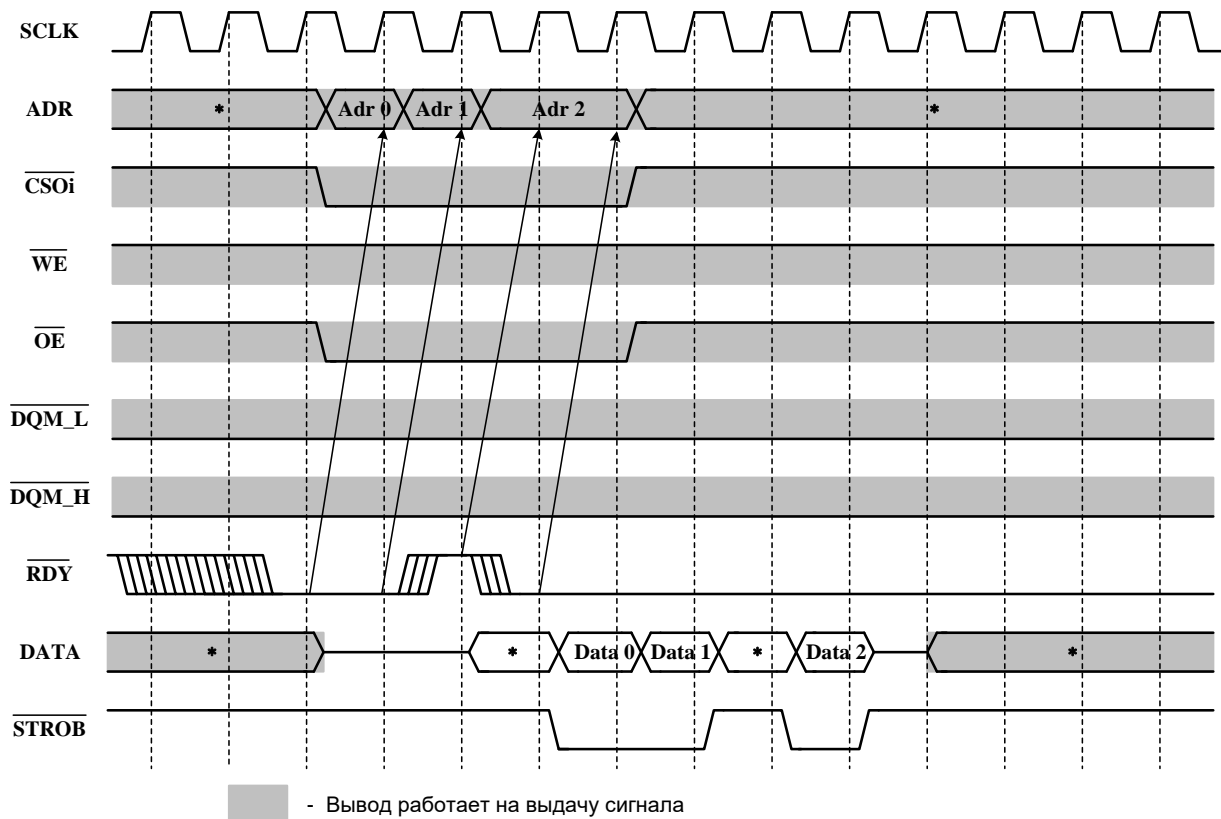 SCLK
ADR * Adr 0 Adr 1 Adr 2 *
CSOi
WE
OE
DQM_L
DQM_H
RDY
DATA * Data 0 Data 1 * Data 2 *
STROB
- Вывод работает на выдачу сигнала